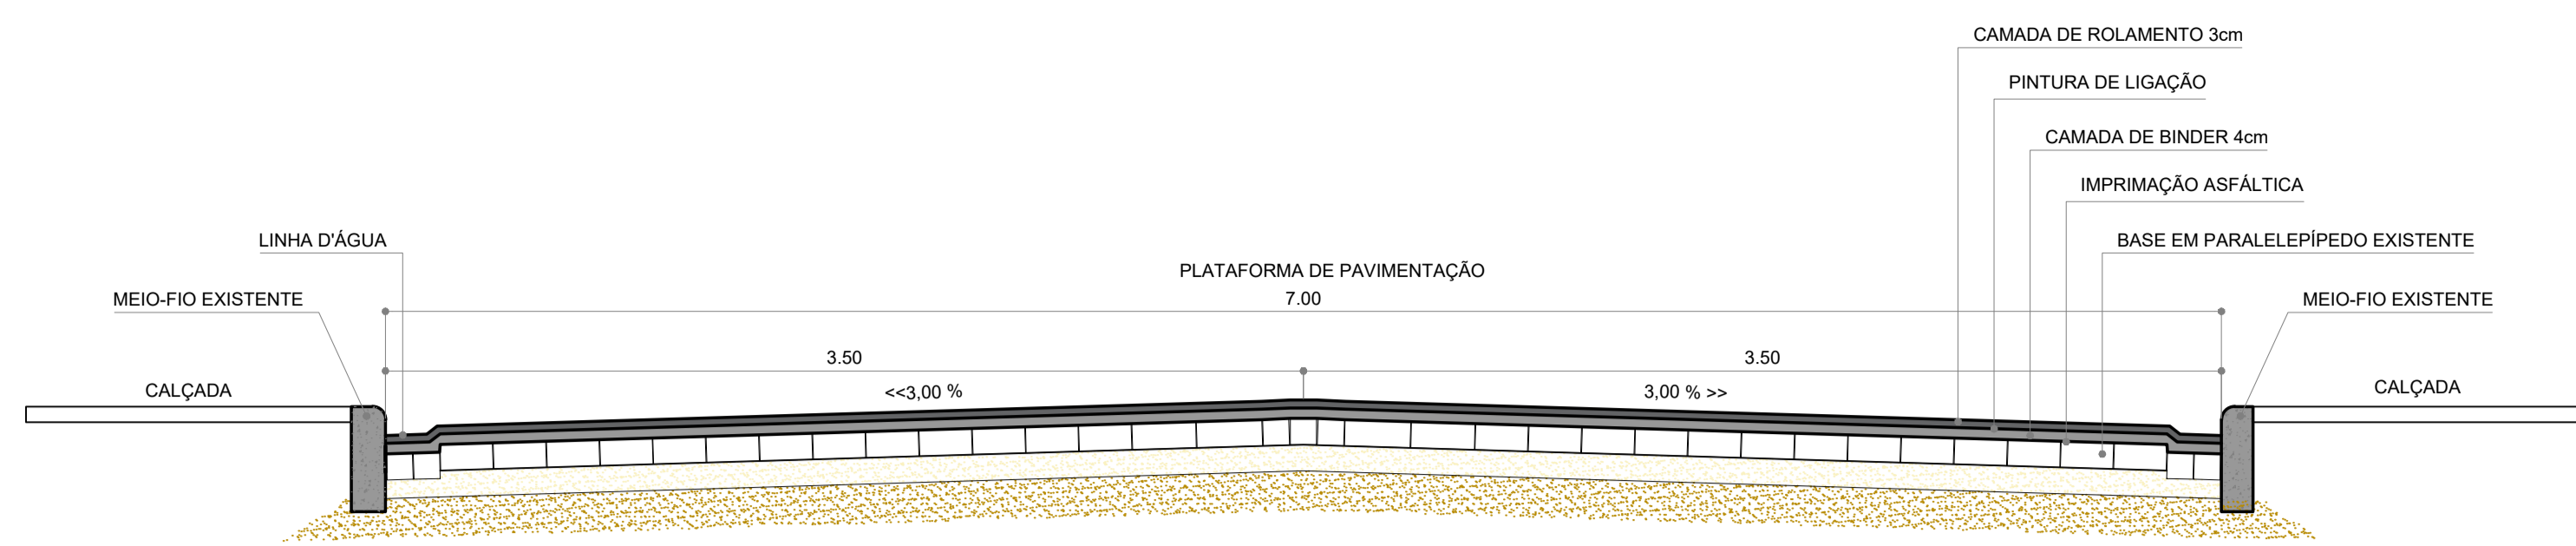 CAMADA DE ROLAMENTO 3cm
PINTURA DE LIGAÇÃO
CAMADA DE BINDER 4cm
IMPRIMAÇÃO ASFÁLTICA
LINHA D'ÁGUA
BASE EM PARALELEPÍPEDO EXISTENTE
PLATAFORMA DE PAVIMENTAÇÃO
7.00
MEIO-FIO EXISTENTE
MEIO-FIO EXISTENTE
3.50
3.50
CALÇADA
<<3,00 %
3,00 % >>
CALÇADA